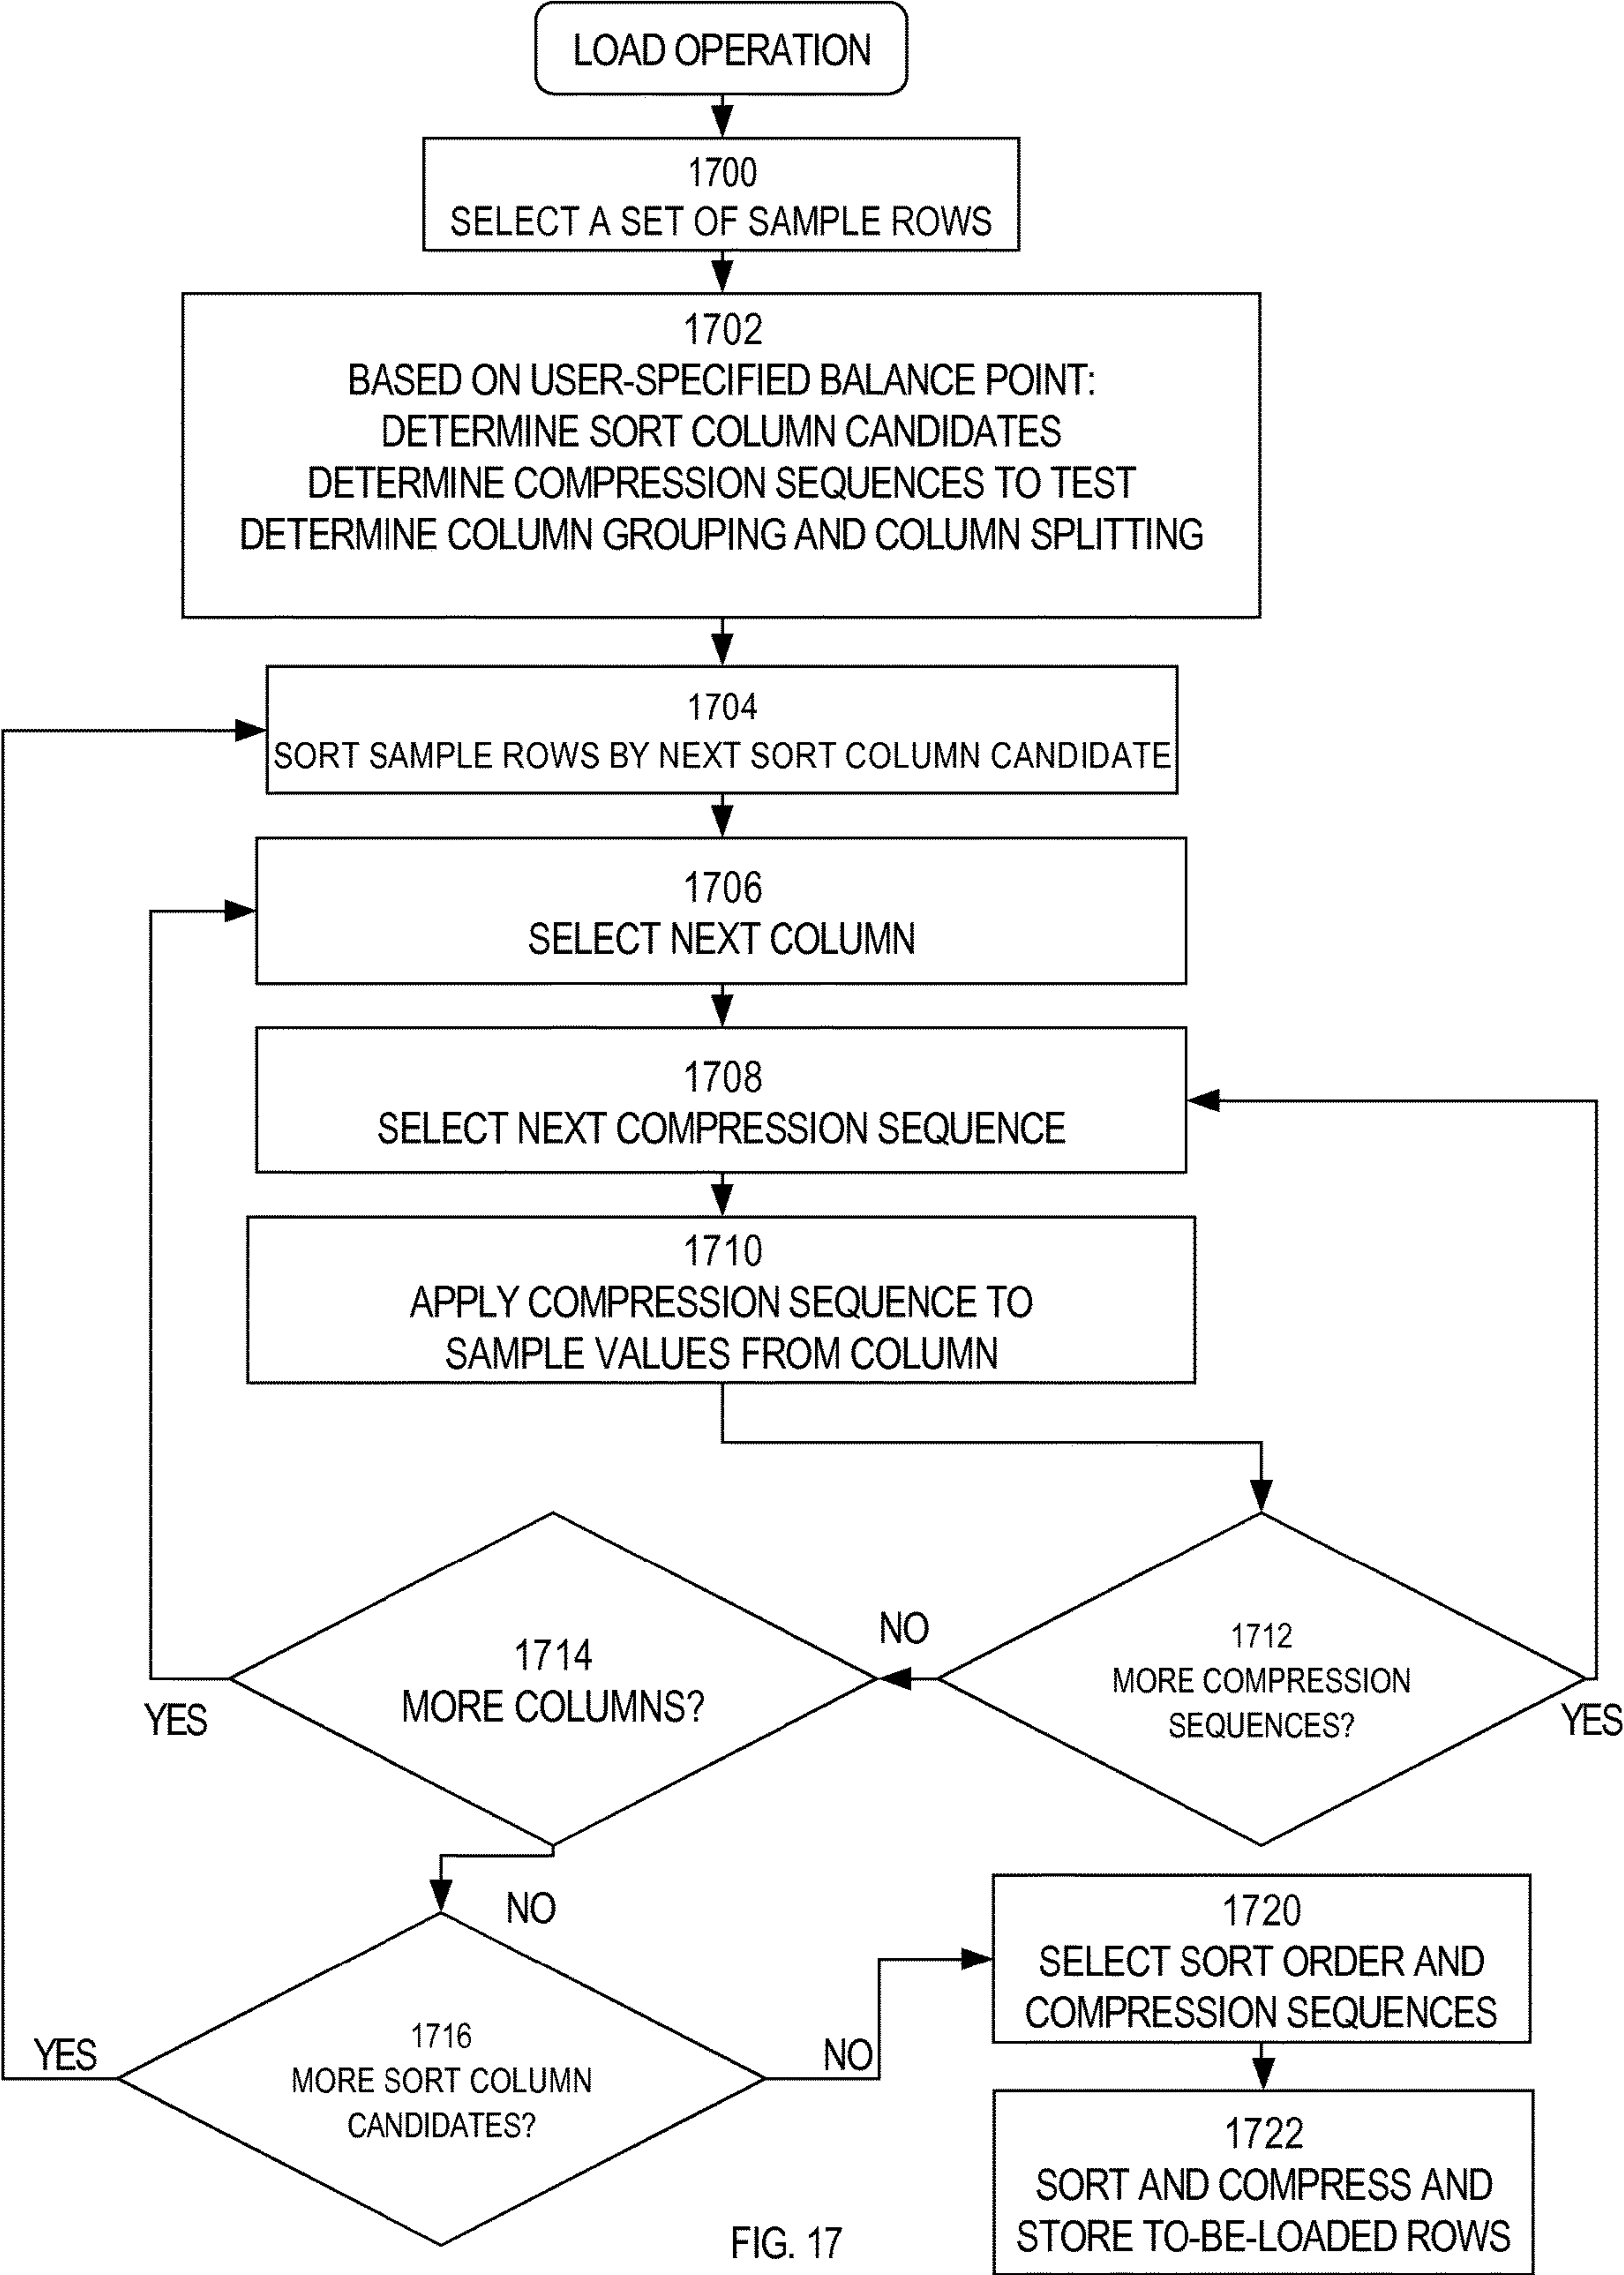 LOAD OPERATION
1700
SELECT A SET OF SAMPLE ROWS
1702
BASED ON USER-SPECIFIED BALANCE POINT:
DETERMINE SORT COLUMN CANDIDATES
DETERMINE COMPRESSION SEQUENCES TO TEST
DETERMINE COLUMN GROUPING AND COLUMN SPLITTING
1704
SORT SAMPLE ROWS BY NEXT SORT COLUMN CANDIDATE
1706
SELECT NEXT COLUMN
1708
SELECT NEXT COMPRESSION SEQUENCE
1710
APPLY COMPRESSION SEQUENCE TO
SAMPLE VALUES FROM COLUMN
1712
MORE COMPRESSION
SEQUENCES?
YES
NO
1714
MORE COLUMNS?
YES
NO
1716
MORE SORT COLUMN
CANDIDATES?
YES
NO
1720
SELECT SORT ORDER AND
COMPRESSION SEQUENCES
1722
SORT AND COMPRESS AND
STORE TO-BE-LOADED ROWS
FIG. 17